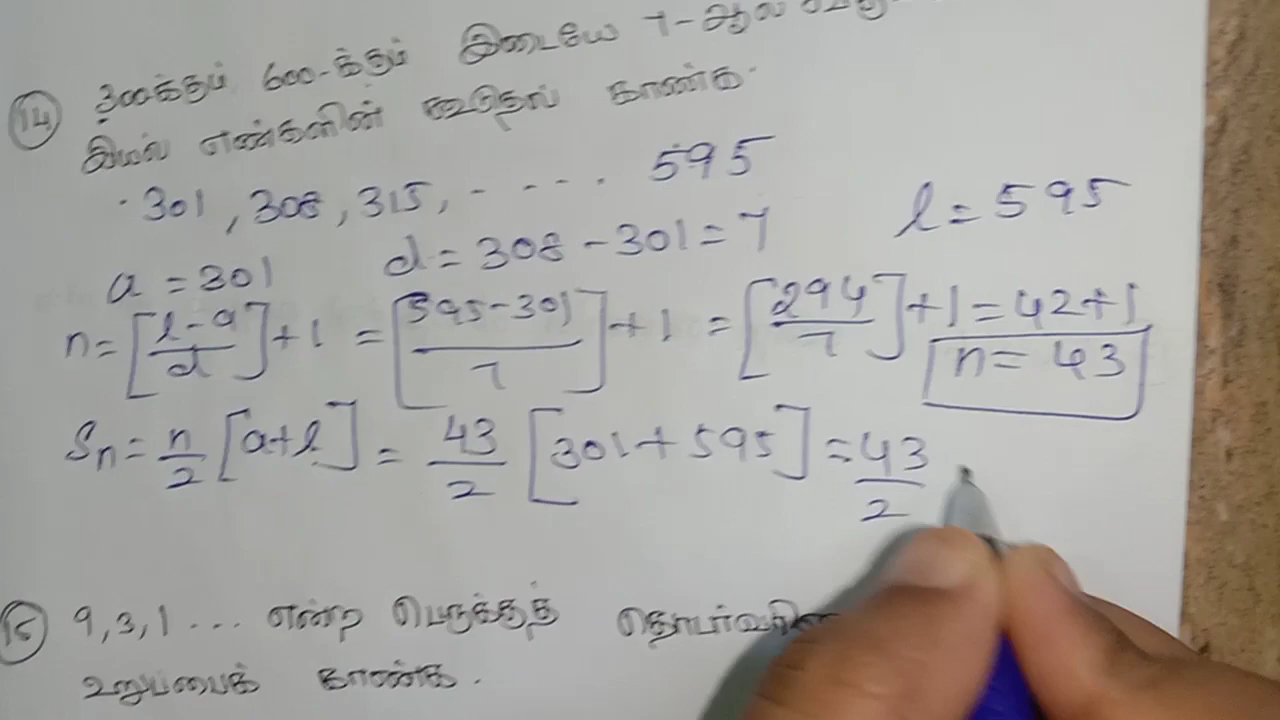 14 300க்கும் 600-க்கும் இடையே 7-ஆல்
இயல் எண்களின் கூடுதல் காண்க.
301, 308, 315, - - - - . 595
a = 301 d = 308 - 301 = 7 l = 595
n = [l-a/d] + 1 = [595-301/7] + 1 = [294/7] + 1 = 42+1
n = 43
Sn = n/2 [a+l] = 43/2 [301+595] = 43/2
15 9, 3, 1 ... என்ற பெருக்குத்
உறுப்பைக் காண்க.